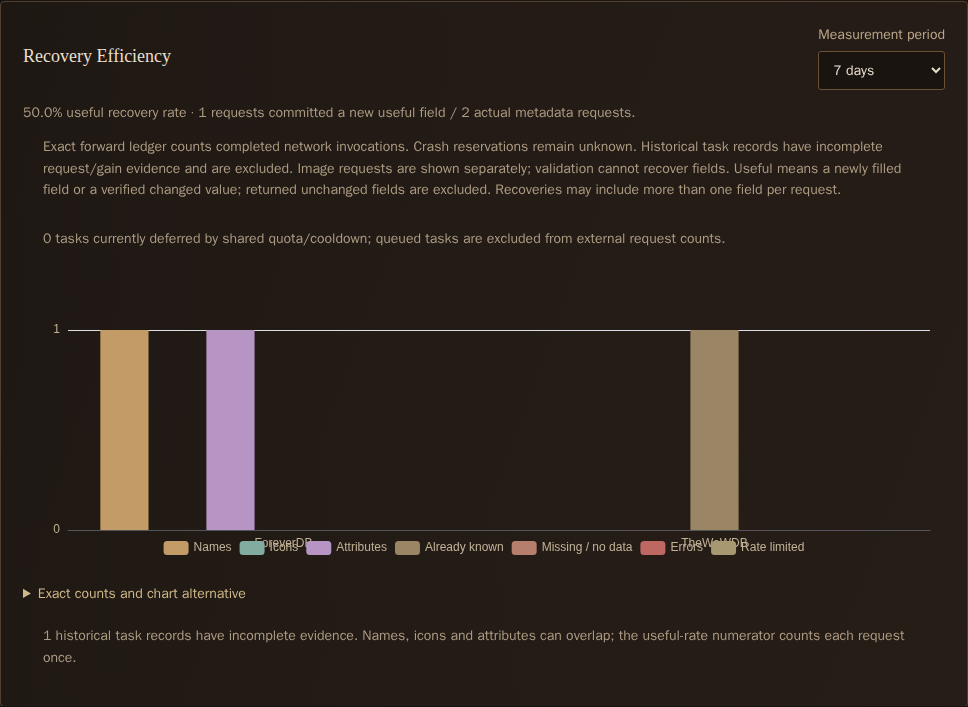 Measurement period
Recovery Efficiency
7 days
50.0% useful recovery rate · 1 requests committed a new useful field / 2 actual metadata requests.
Exact forward ledger counts completed network invocations. Crash reservations remain unknown. Historical task records have incomplete
request/gain evidence and are excluded. Image requests are shown separately; validation cannot recover fields. Useful means a newly filled
field or a verified changed value; returned unchanged fields are excluded. Recoveries may include more than one field per request.
0 tasks currently deferred by shared quota/cooldown; queued tasks are excluded from external request counts.
1
0
ForeverDB TheWoWDB
Names Icons Attributes Already known Missing / no data Errors Rate limited
Exact counts and chart alternative
1 historical task records have incomplete evidence. Names, icons and attributes can overlap; the useful-rate numerator counts each request
once.